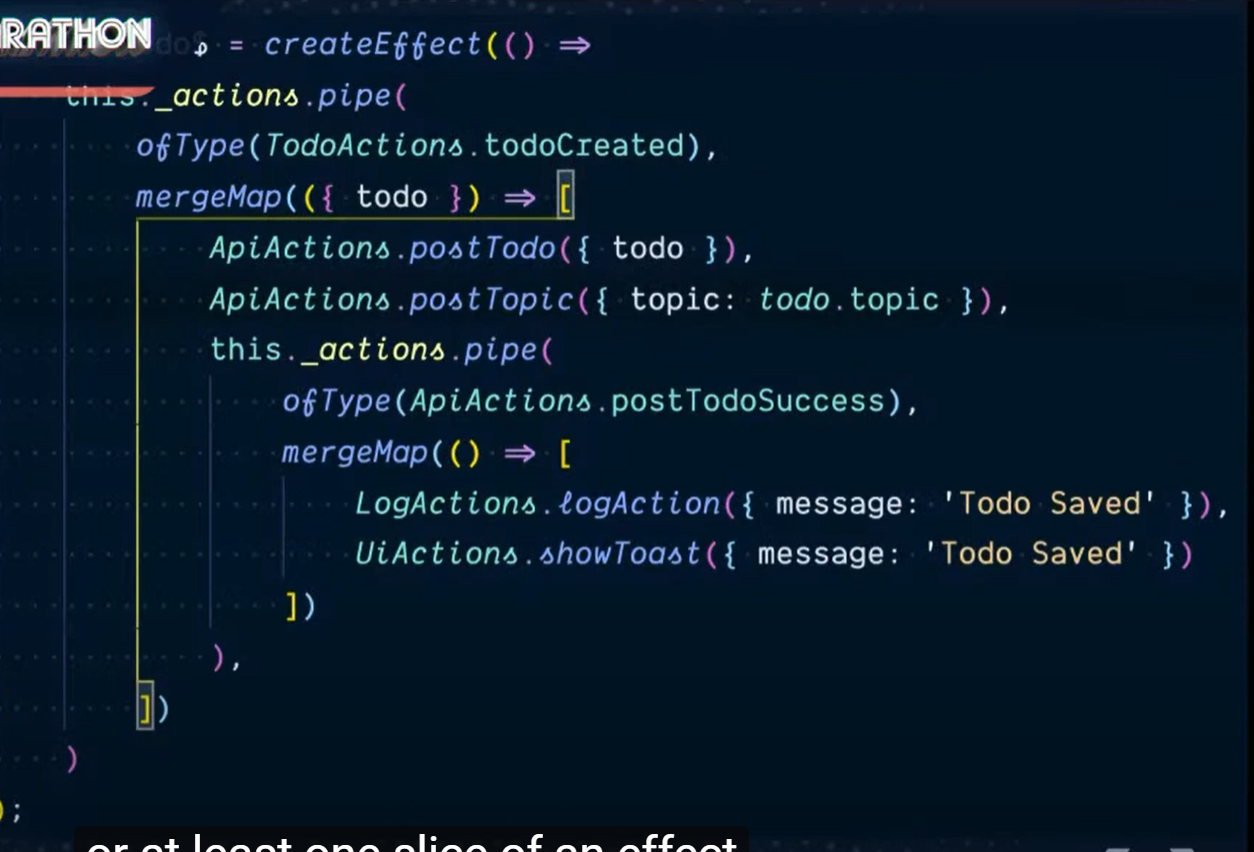 RATHON
= createEffect(() ⇒
this._actions.pipe(
ofType(TodoActions.todoCreated),
mergeMap(({ todo }) ⇒ [
ApiActions.postTodo({ todo }),
ApiActions.postTopic({ topic: todo.topic }),
this._actions.pipe(
ofType(ApiActions.postTodoSuccess),
mergeMap(() ⇒ [
LogActions.logAction({ message: 'Todo Saved' }),
UiActions.showToast({ message: 'Todo Saved' })
])
),
])
)
);
or at least one slice of an effect